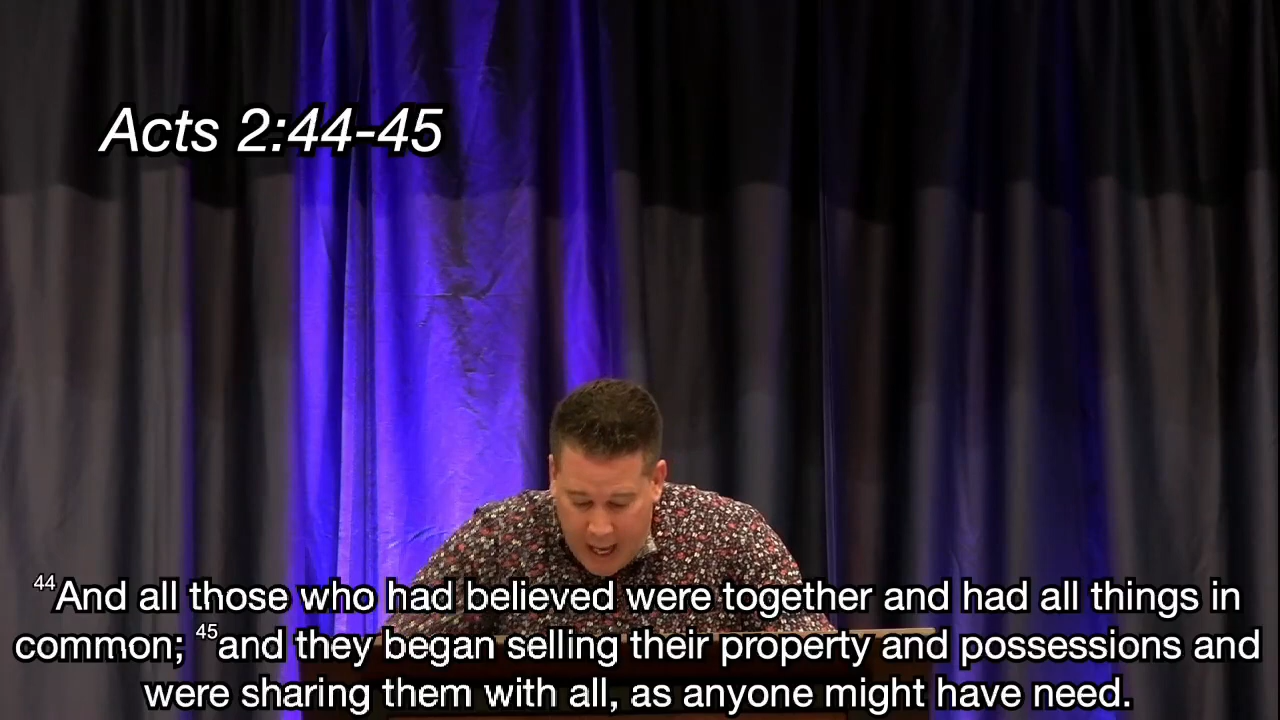 Acts 2:44-45
44And all those who had believed were together and had all things in
common; 45and they began selling their property and possessions and
were sharing them with all, as anyone might have need.